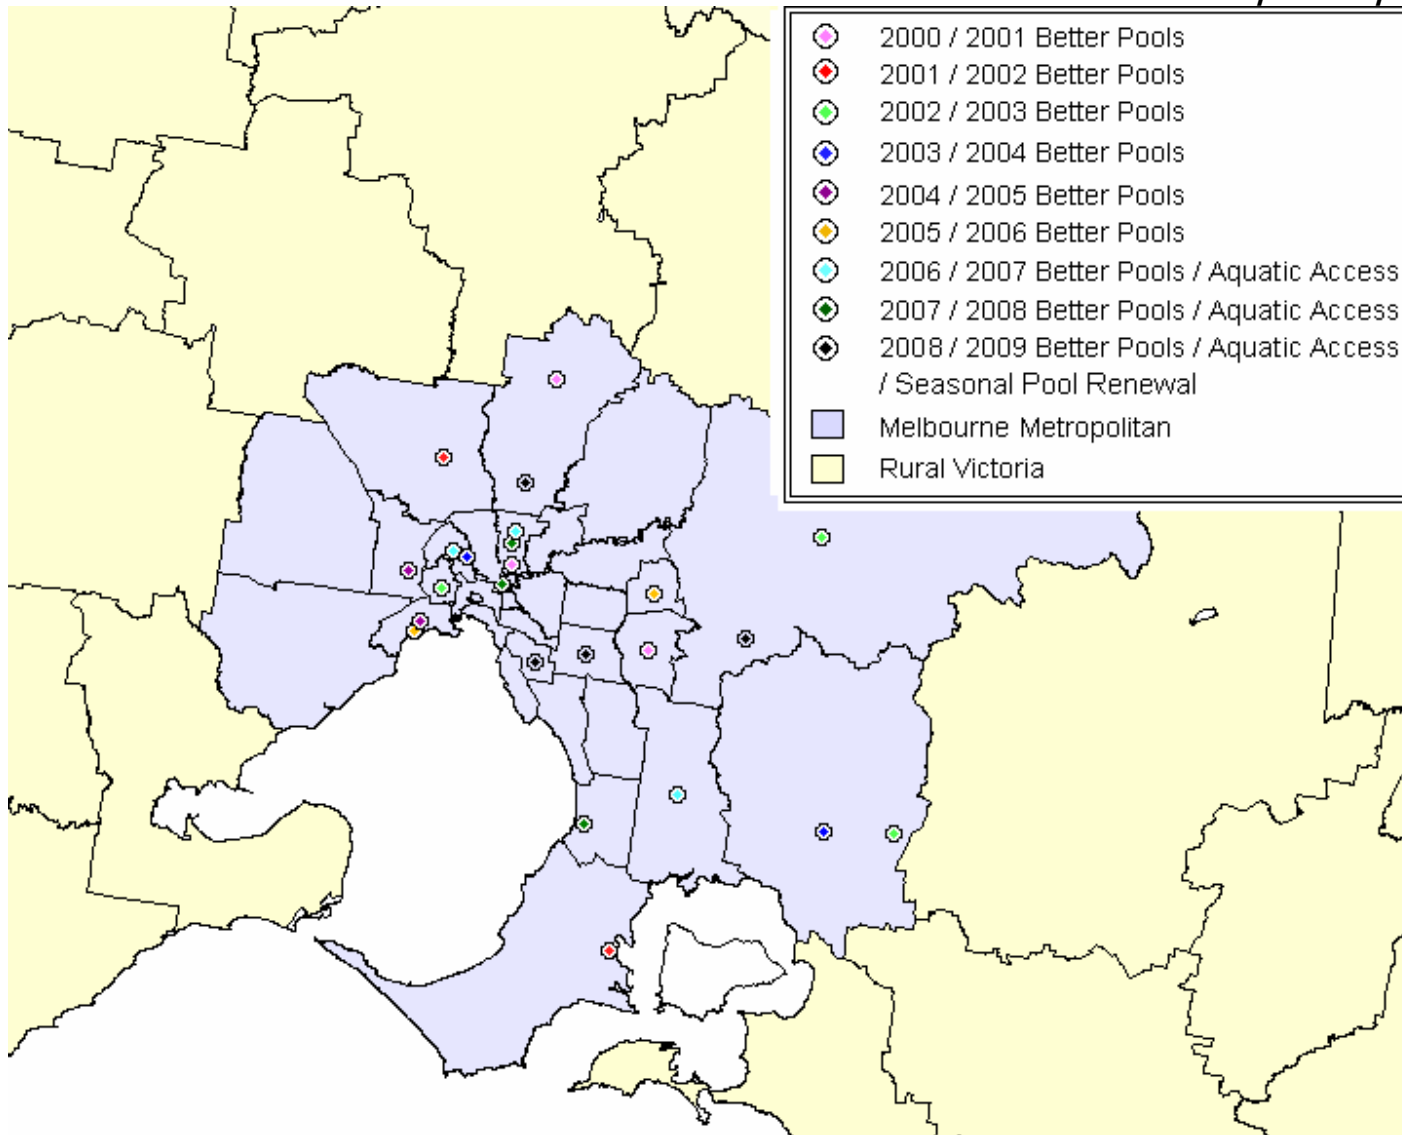 2000 / 2001 Better Pools
2001 / 2002 Better Pools
2002 / 2003 Better Pools
2003 / 2004 Better Pools
2004 / 2005 Better Pools
2005 / 2006 Better Pools
2006 / 2007 Better Pools / Aquatic Access
2007 / 2008 Better Pools / Aquatic Access
2008 / 2009 Better Pools / Aquatic Access
/ Seasonal Pool Renewal
Melbourne Metropolitan
Rural Victoria